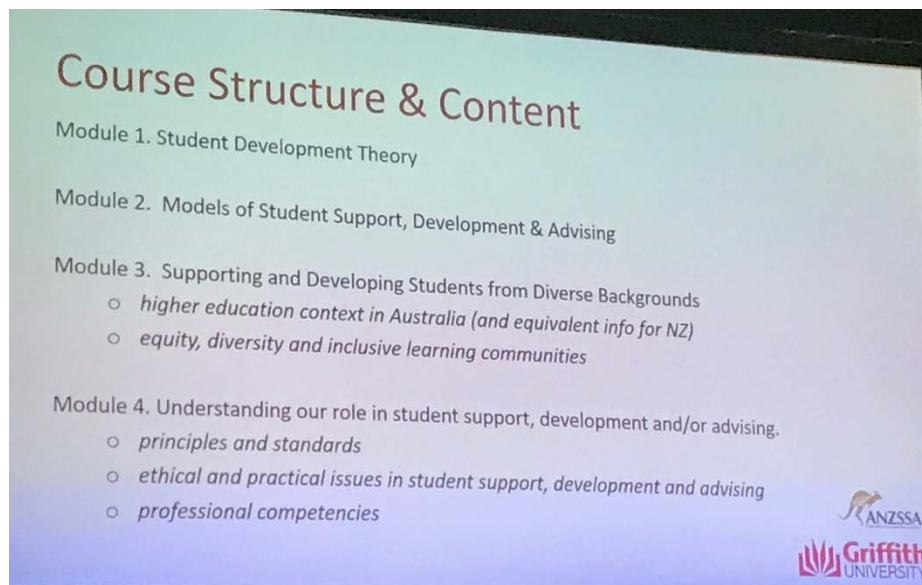 Course Structure & Content
Module 1. Student Development Theory
Module 2. Models of Student Support, Development & Advising
Module 3. Supporting and Developing Students from Diverse Backgrounds
o higher education context in Australia (and equivalent info for NZ)
o equity, diversity and inclusive learning communities
Module 4. Understanding our role in student support, development and/or advising.
o principles and standards
o ethical and practical issues in student support, development and advising
o professional competencies
ANZSSA
Griffith
UNIVERSITY